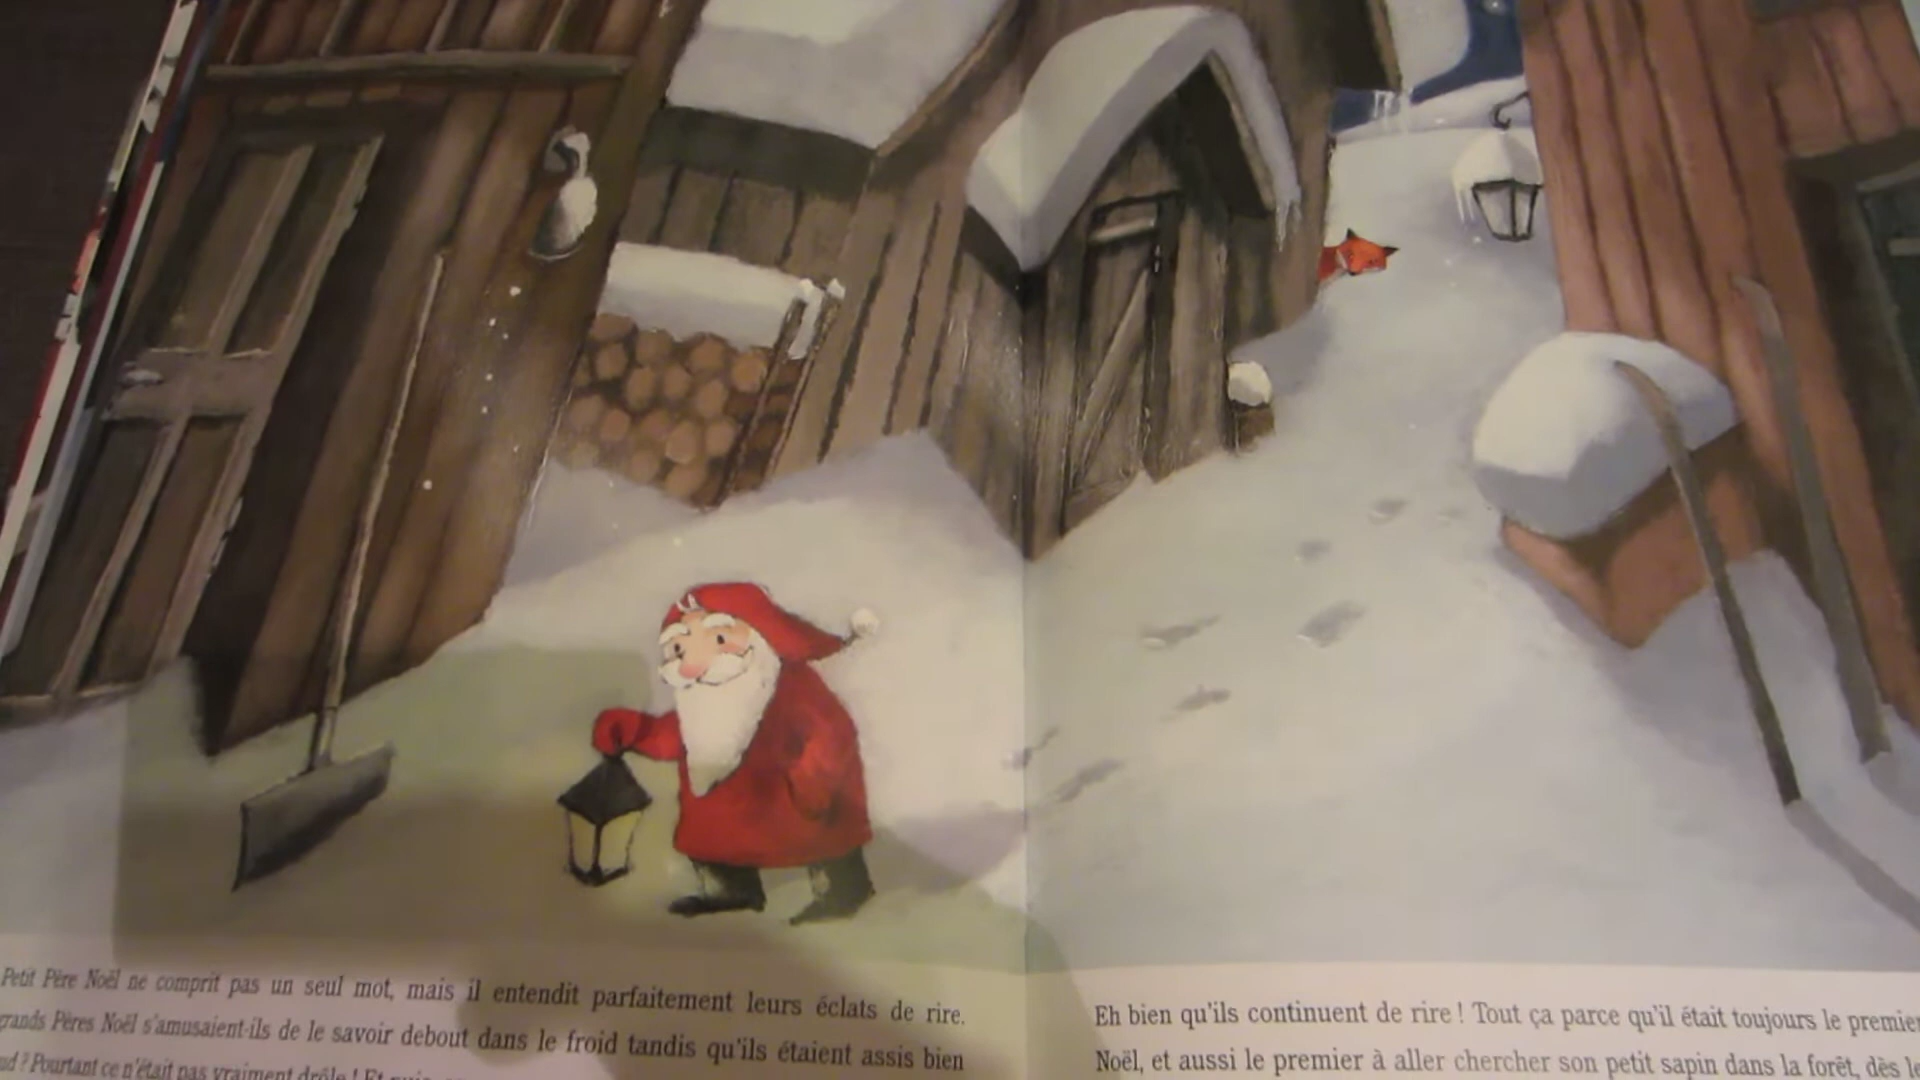 Petit Père Noël ne comprit pas un seul mot, mais il entendit parfaitement leurs éclats de rire.
grands Pères Noël s'amusaient-ils de le savoir debout dans le froid tandis qu'ils étaient assis bien
? Pourtant ce n'était pas vraiment drôle ! Et
Eh bien qu'ils continuent de rire ! Tout ça parce qu'il était toujours le premier
Noël, et aussi le premier à aller chercher son petit sapin dans la forêt, dès